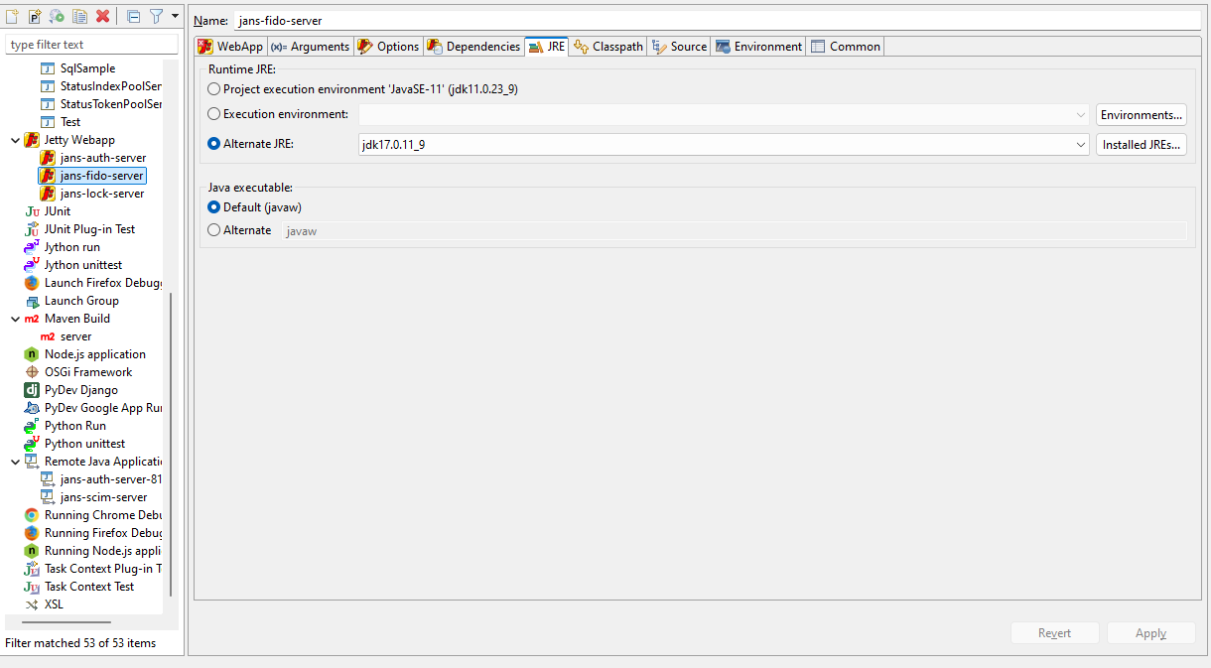 type filter text
SqlSample
StatusIndexPoolSer
StatusTokenPoolSer
Test
Jetty Webapp
jans-auth-server
jans-fido-server
jans-lock-server
JUnit
JUnit Plug-in Test
Jython run
Jython unittest
Launch Firefox Debug
Launch Group
Maven Build
server
Node.js application
OSGi Framework
PyDev Django
PyDev Google App Ru
Python Run
Python unittest
Remote Java Applicati
jans-auth-server-81
jans-scim-server
Running Chrome Debu
Running Firefox Debug
Running Node.js appli
Task Context Plug-in T
Task Context Test
XSL
Filter matched 53 of 53 items
Name: jans-fido-server
WebApp (x)= Arguments Options Dependencies JRE Classpath Source Environment Common
Runtime JRE:
Project execution environment 'JavaSE-11' (jdk11.0.23_9)
Execution environment: Environments...
Alternate JRE: jdk17.0.11_9 Installed JREs...
Java executable:
Default (javaw)
Alternate javaw
Revert Apply